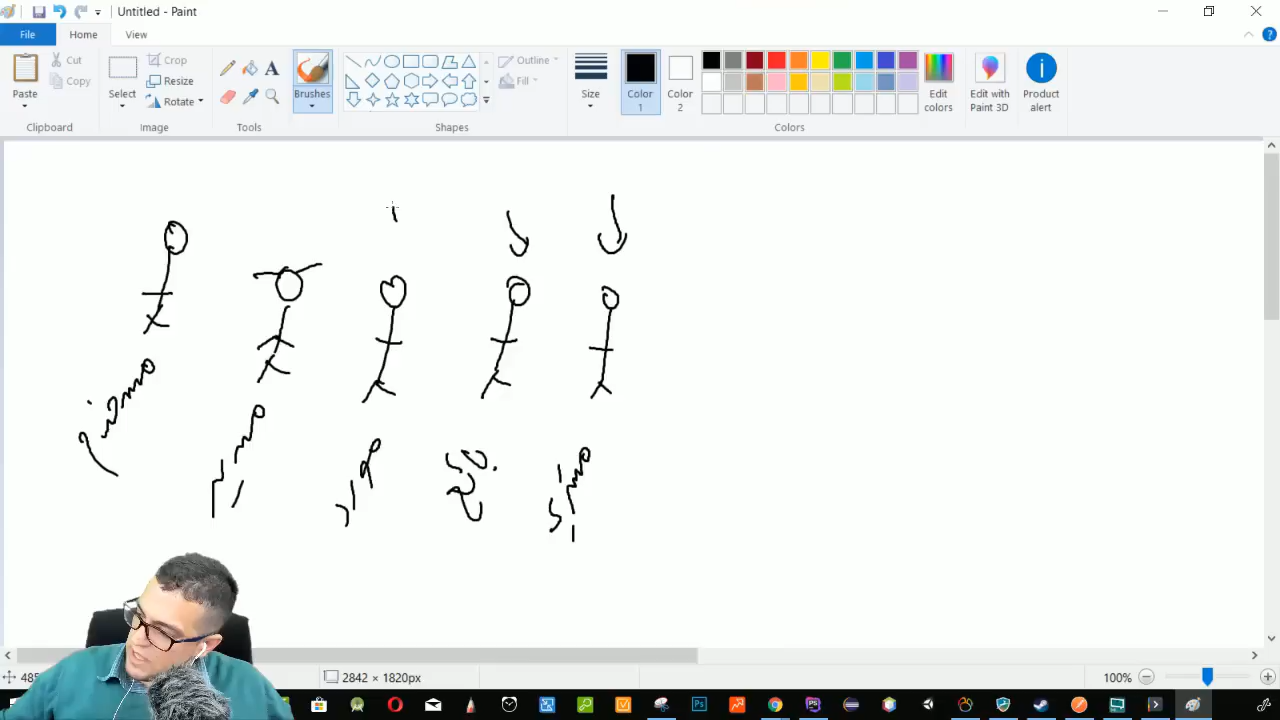 Untitled - Paint
File
Home
View
Paste
Cut
Copy
Clipboard
Select
Crop
Resize
Rotate
Image
Tools
Brushes
Shapes
Outline
Fill
Size
Color
1
Color
2
Colors
Edit
colors
Edit with
Paint 3D
Product
alert
2842 × 1820px
100%